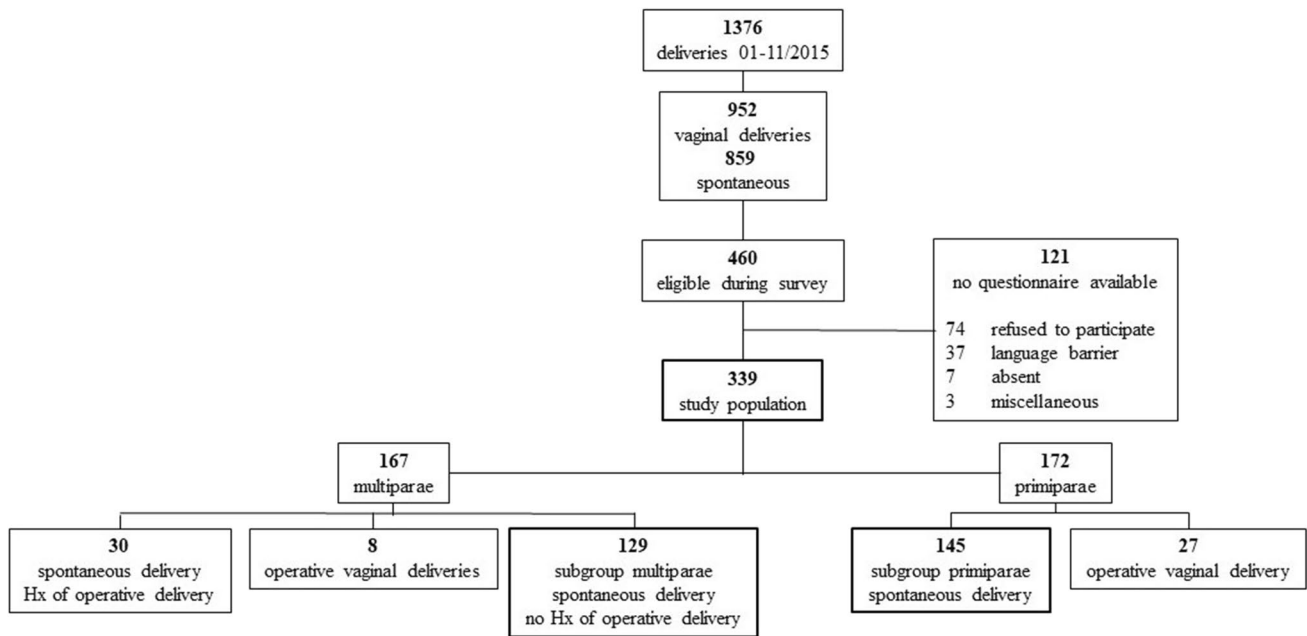 1376
deliveries 01-11/2015
952
vaginal deliveries
859
spontaneous
460
eligible during survey
121
no questionnaire available
74 refused to participate
37 language barrier
7 absent
3 miscellaneous
339
study population
167
multiparae
172
primiparae
30
spontaneous delivery
Hx of operative delivery
8
operative vaginal deliveries
129
subgroup multiparae
spontaneous delivery
no Hx of operative delivery
145
subgroup primiparae
spontaneous delivery
27
operative vaginal delivery